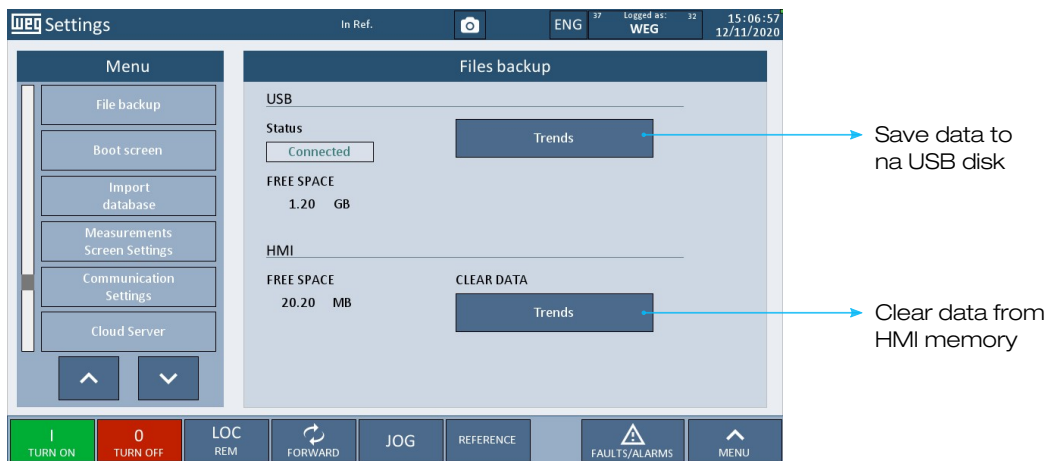 WEG Settings
In Ref.
ENG
37
Logged as:
WEG
32
15:06:57
12/11/2020
Menu
File backup
Boot screen
Import
database
Measurements
Screen Settings
Communication
Settings
Cloud Server
Files backup
USB
Status
Connected
Trends
FREE SPACE
1.20 GB
HMI
FREE SPACE
20.20 MB
CLEAR DATA
Trends
Save data to
na USB disk
Clear data from
HMI memory
I
TURN ON
0
TURN OFF
LOC
REM
FORWARD
JOG
REFERENCE
FAULTS/ALARMS
MENU